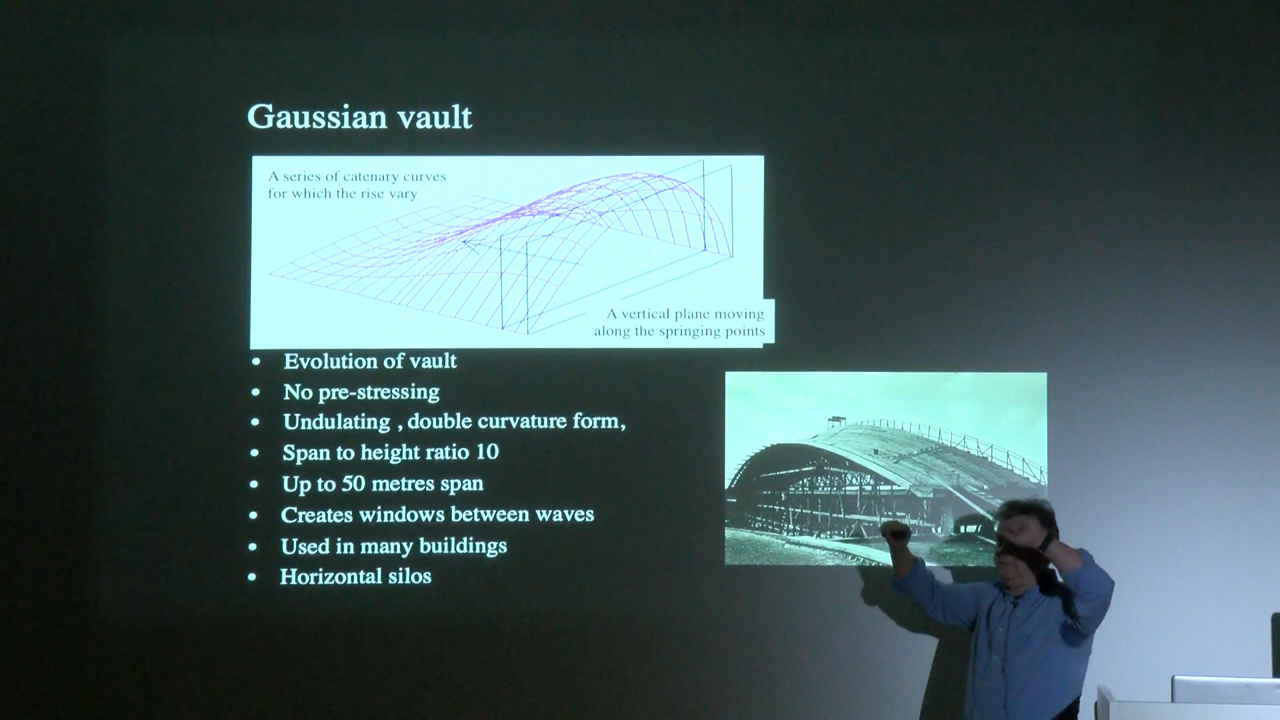 Gaussian vault
A series of catenary curves
for which the rise vary
A vertical plane moving
along the springing points
• Evolution of vault
• No pre-stressing
• Undulating , double curvature form,
• Span to height ratio 10
• Up to 50 metres span
• Creates windows between waves
• Used in many buildings
• Horizontal silos